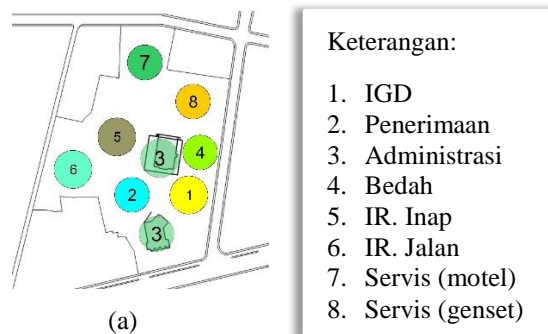 7
8
5
3
4
6
2
1
3
(a)
Keterangan:
1. IGD
2. Penerimaan
3. Administrasi
4. Bedah
5. IR. Inap
6. IR. Jalan
7. Servis (motel)
8. Servis (genset)